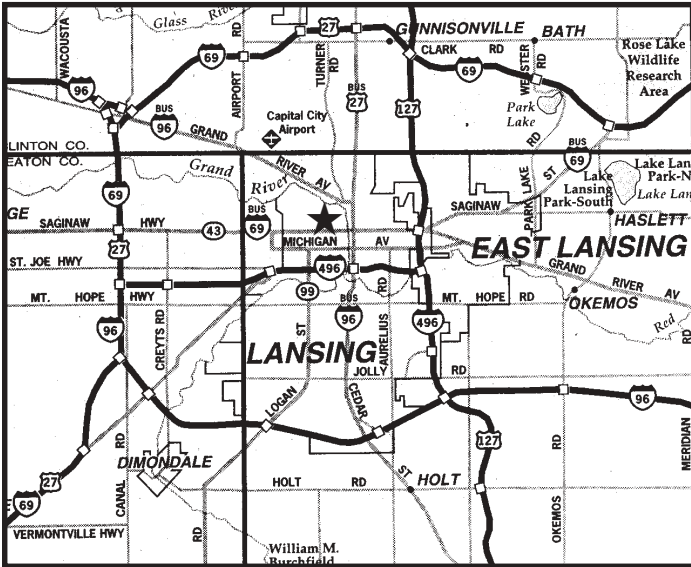 Glass River
WACOUSTA
RD
AIRPORT
TURNER
RD
27
BUS
27
GUNNISONVILLE
BATH
CLARK RD
69
69
WEBSTER
RD
Rose Lake
Wildlife
Research
Area
96
BUS
96
127
Capital City
Airport
Park
Lake
GRAND
RIVER AV
LINTON CO.
EATON CO.
Grand
River
BUS
69
PARK LAKE
RD
ST
SAGINAW
Lake
Lansing
Park-South
Lake Lan
Park-N
Lake Lan
HASLETT
69
27
GE
SAGINAW HWY
43
BUS
69
MICHIGAN AV
EAST LANSING
ST. JOE HWY
496
GRAND
RIVER AV
99
MT. HOPE HWY
MT. HOPE RD
OKEMOS
Red
RD
96
CREYTS RD
ST
BUS
96
AURELIUS
RD
496
LANSING
JOLLY RD
LOGAN
CEDAR
ST
96
127
DIMONDALE
HOLT
HOLT RD
RD
CANAL
RD
OKEMOS
MERIDIAN
27
E
69
VERMONTVILLE HWY
RD
William M.
Burchfield